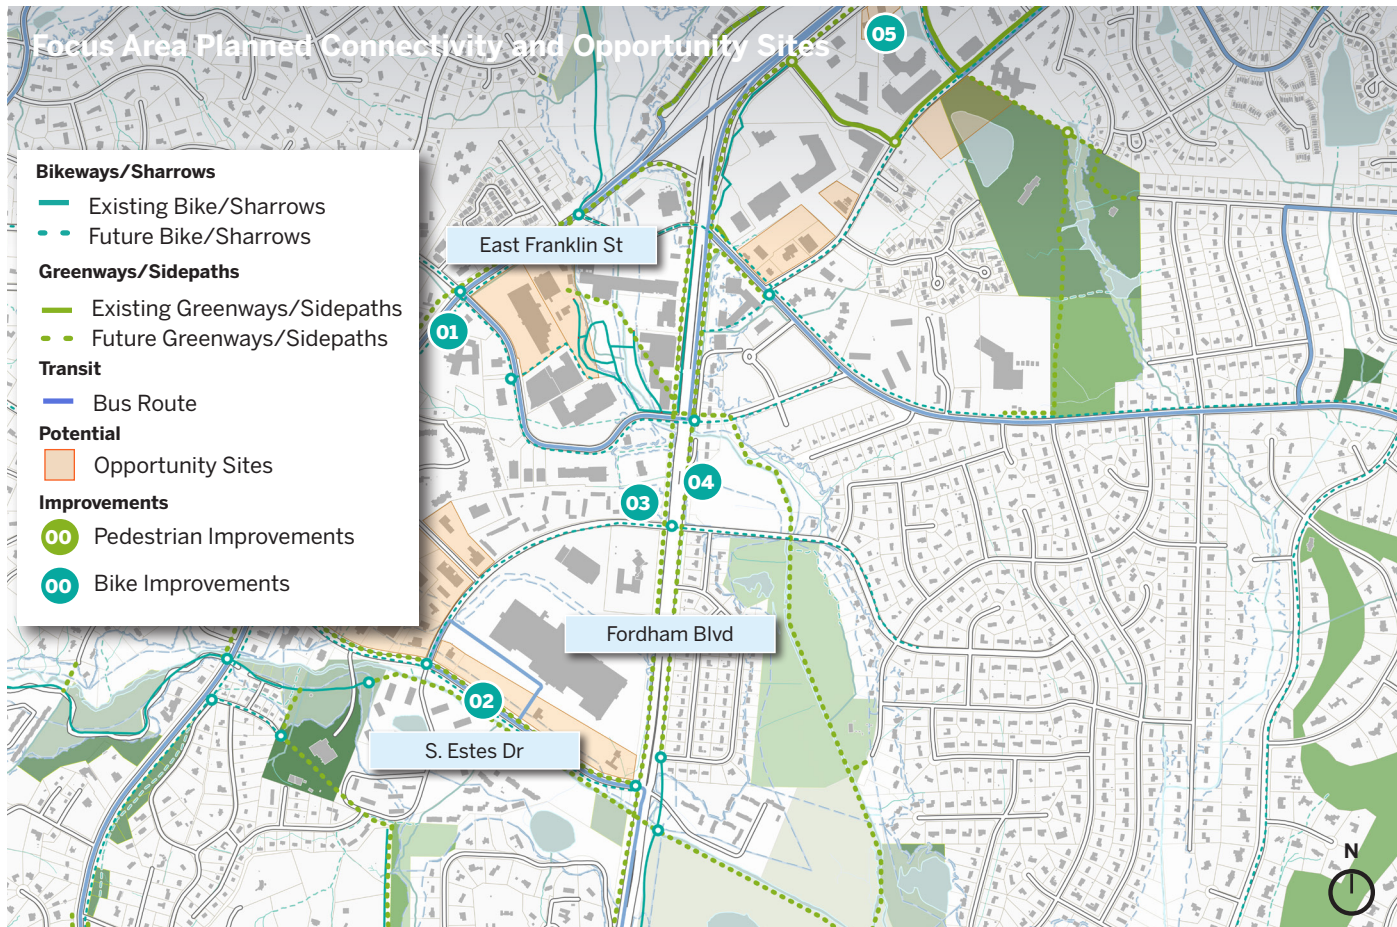 Focus Area Planned Connectivity and Opportunity Sites
05
Bikeways/Sharrows
Existing Bike/Sharrows
Future Bike/Sharrows
Greenways/Sidepaths
Existing Greenways/Sidepaths
Future Greenways/Sidepaths
Transit
Bus Route
Potential
Opportunity Sites
Improvements
00 Pedestrian Improvements
00 Bike Improvements
East Franklin St
01
04
03
Fordham Blvd
02
S. Estes Dr
N